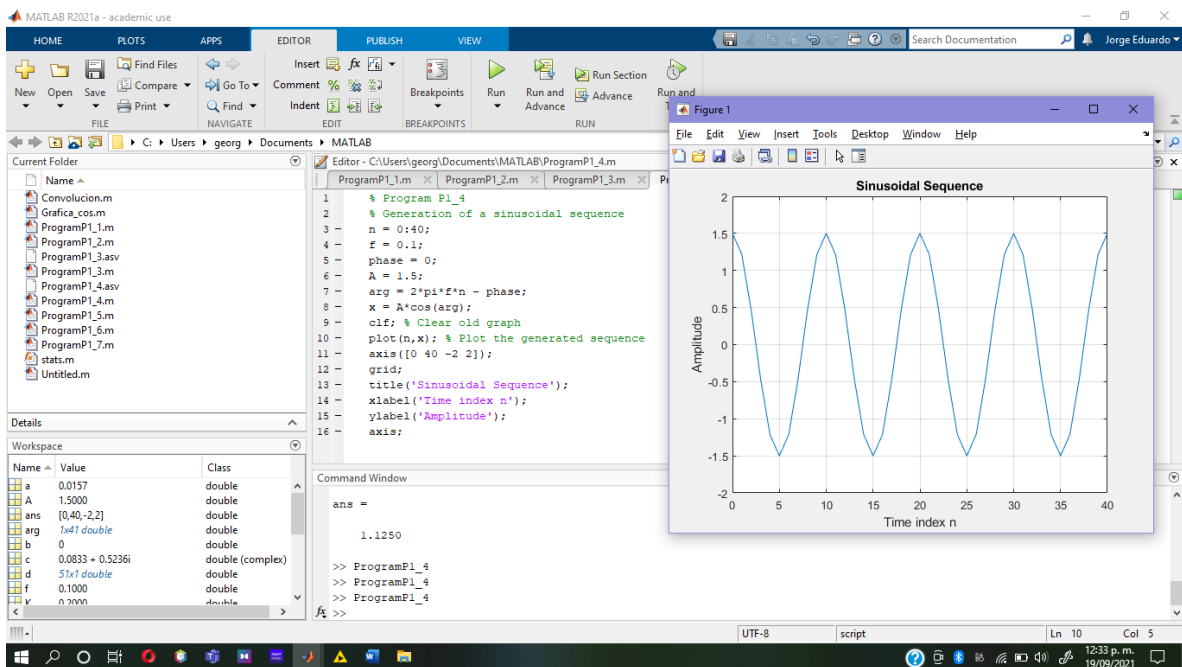 MATLAB R2021a - academic use
HOME PLOTS APPS EDITOR PUBLISH VIEW
Search Documentation
Jorge Eduardo
New Open Save
Find Files
Compare
Print
FILE
Go To
Find
NAVIGATE
Insert
Comment
Indent
EDIT
Breakpoints
BREAKPOINTS
Run
Run and Advance
Run Section
Advance
Run and
RUN
C: Users georg Documents MATLAB
Current Folder
Name
Convolucion.m
Grafica_cos.m
ProgramP1_1.m
ProgramP1_2.m
ProgramP1_3.asv
ProgramP1_3.m
ProgramP1_4.asv
ProgramP1_4.m
ProgramP1_5.m
ProgramP1_6.m
ProgramP1_7.m
stats.m
Untitled.m
Details
Workspace
Name Value Class
a 0.0157 double
A 1.5000 double
ans [0,40,-2,2] double
arg 1x41 double double
b 0 double
c 0.0833 + 0.5236i double (complex)
d 51x1 double double
f 0.1000 double
K 0.2000 double
Editor - C:\Users\georg\Documents\MATLAB\ProgramP1_4.m
ProgramP1_1.m ProgramP1_2.m ProgramP1_3.m
1 % Program P1_4
2 % Generation of a sinusoidal sequence
3 - n = 0:40;
4 - f = 0.1;
5 - phase = 0;
6 - A = 1.5;
7 - arg = 2*pi*f*n - phase;
8 - x = A*cos(arg);
9 - clf; % Clear old graph
10 - plot(n,x); % Plot the generated sequence
11 - axis([0 40 -2 2]);
12 - grid;
13 - title('Sinusoidal Sequence');
14 - xlabel('Time index n');
15 - ylabel('Amplitude');
16 - axis;
Command Window
ans =
1.1250
>> ProgramP1_4
>> ProgramP1_4
>> ProgramP1_4
fx >>
Figure 1
File Edit View Insert Tools Desktop Window Help
Sinusoidal Sequence
Amplitude
2
1.5
1
0.5
0
-0.5
-1
-1.5
-2
0 5 10 15 20 25 30 35 40
Time index n
UTF-8 script Ln 10 Col 5
12:33 p. m.
19/09/2021